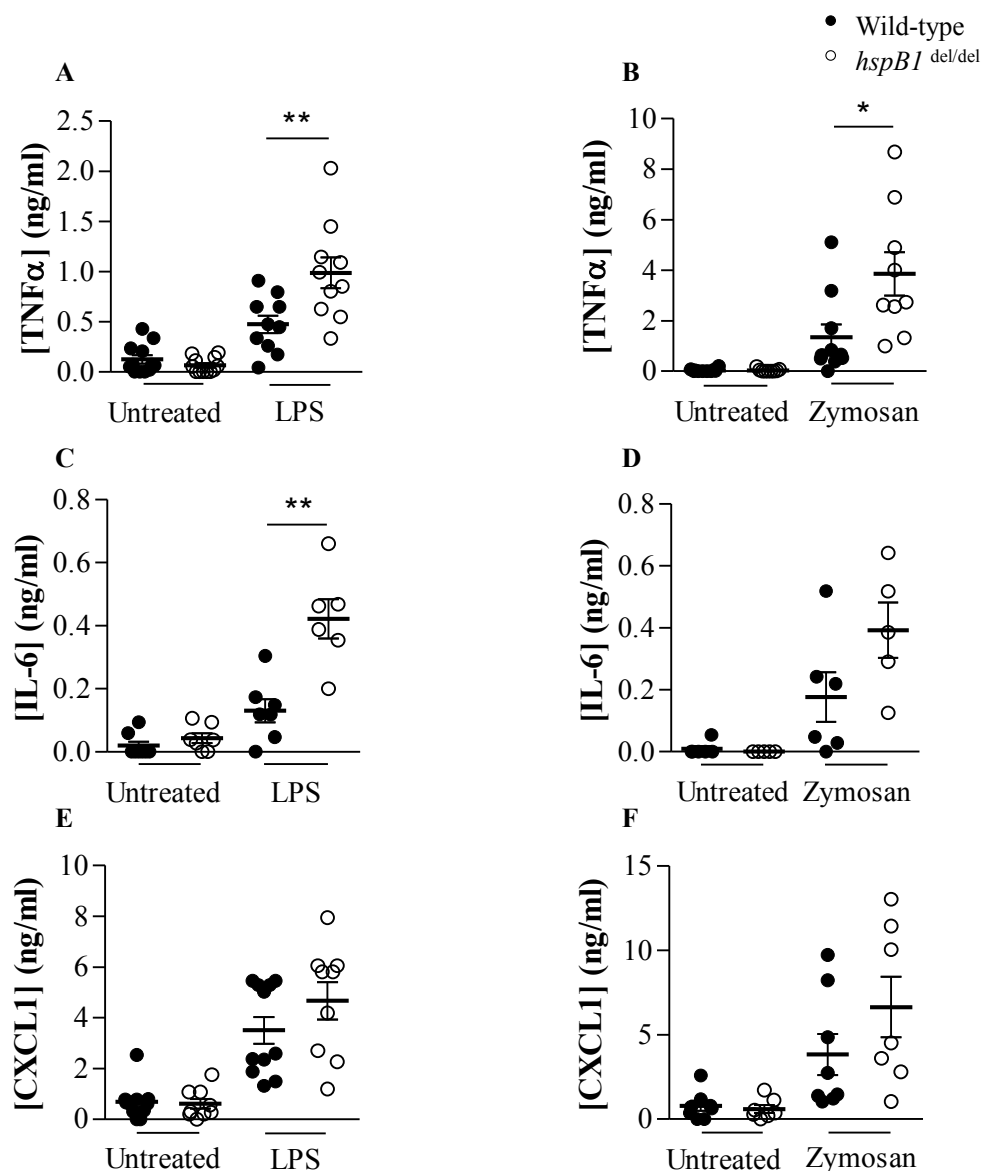 ● Wild-type
○ hspB1 del/del
A
[TNFα] (ng/ml)
2.5
2.0
1.5
1.0
0.5
0.0
**
Untreated LPS
B
[TNFα] (ng/ml)
10
8
6
4
2
0
*
Untreated Zymosan
C
[IL-6] (ng/ml)
0.8
0.6
0.4
0.2
0.0
**
Untreated LPS
D
[IL-6] (ng/ml)
0.8
0.6
0.4
0.2
0.0
Untreated Zymosan
E
[CXCL1] (ng/ml)
10
8
6
4
2
0
Untreated LPS
F
[CXCL1] (ng/ml)
15
10
5
0
Untreated Zymosan